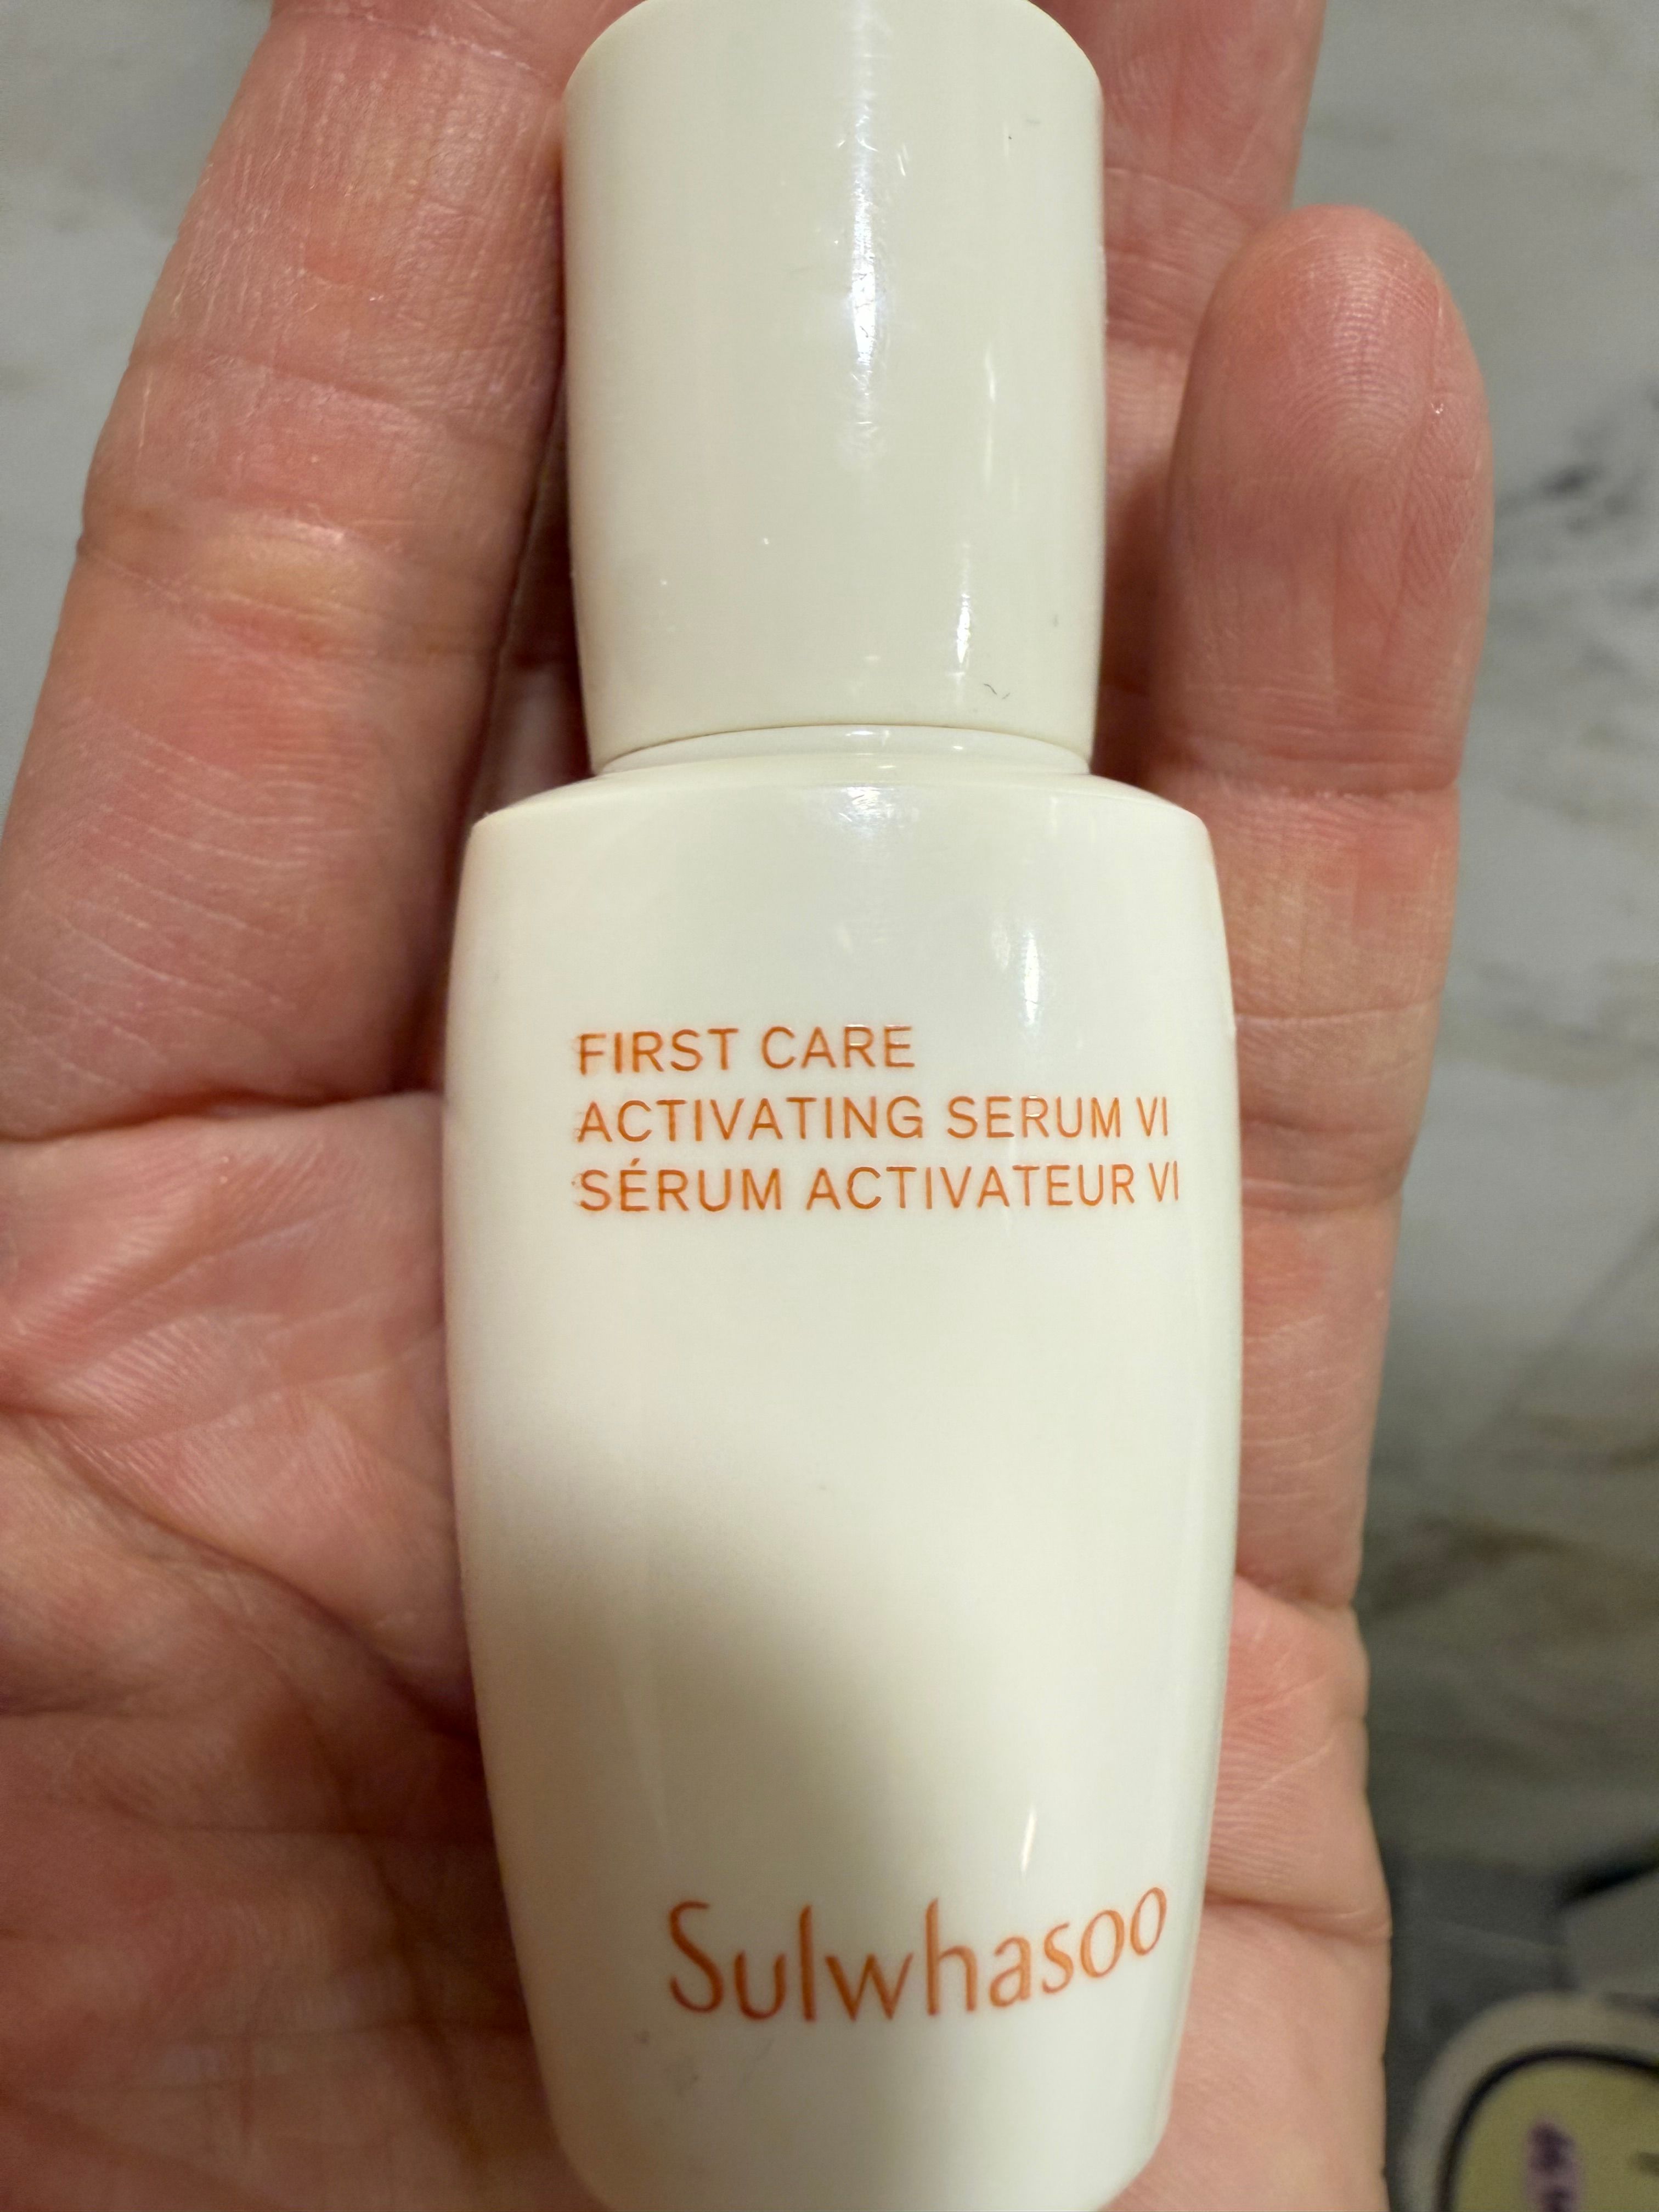 FIRST CARE
ACTIVATING SERUM VI
SÉRUM ACTIVATEUR VI
Sulwhasoo